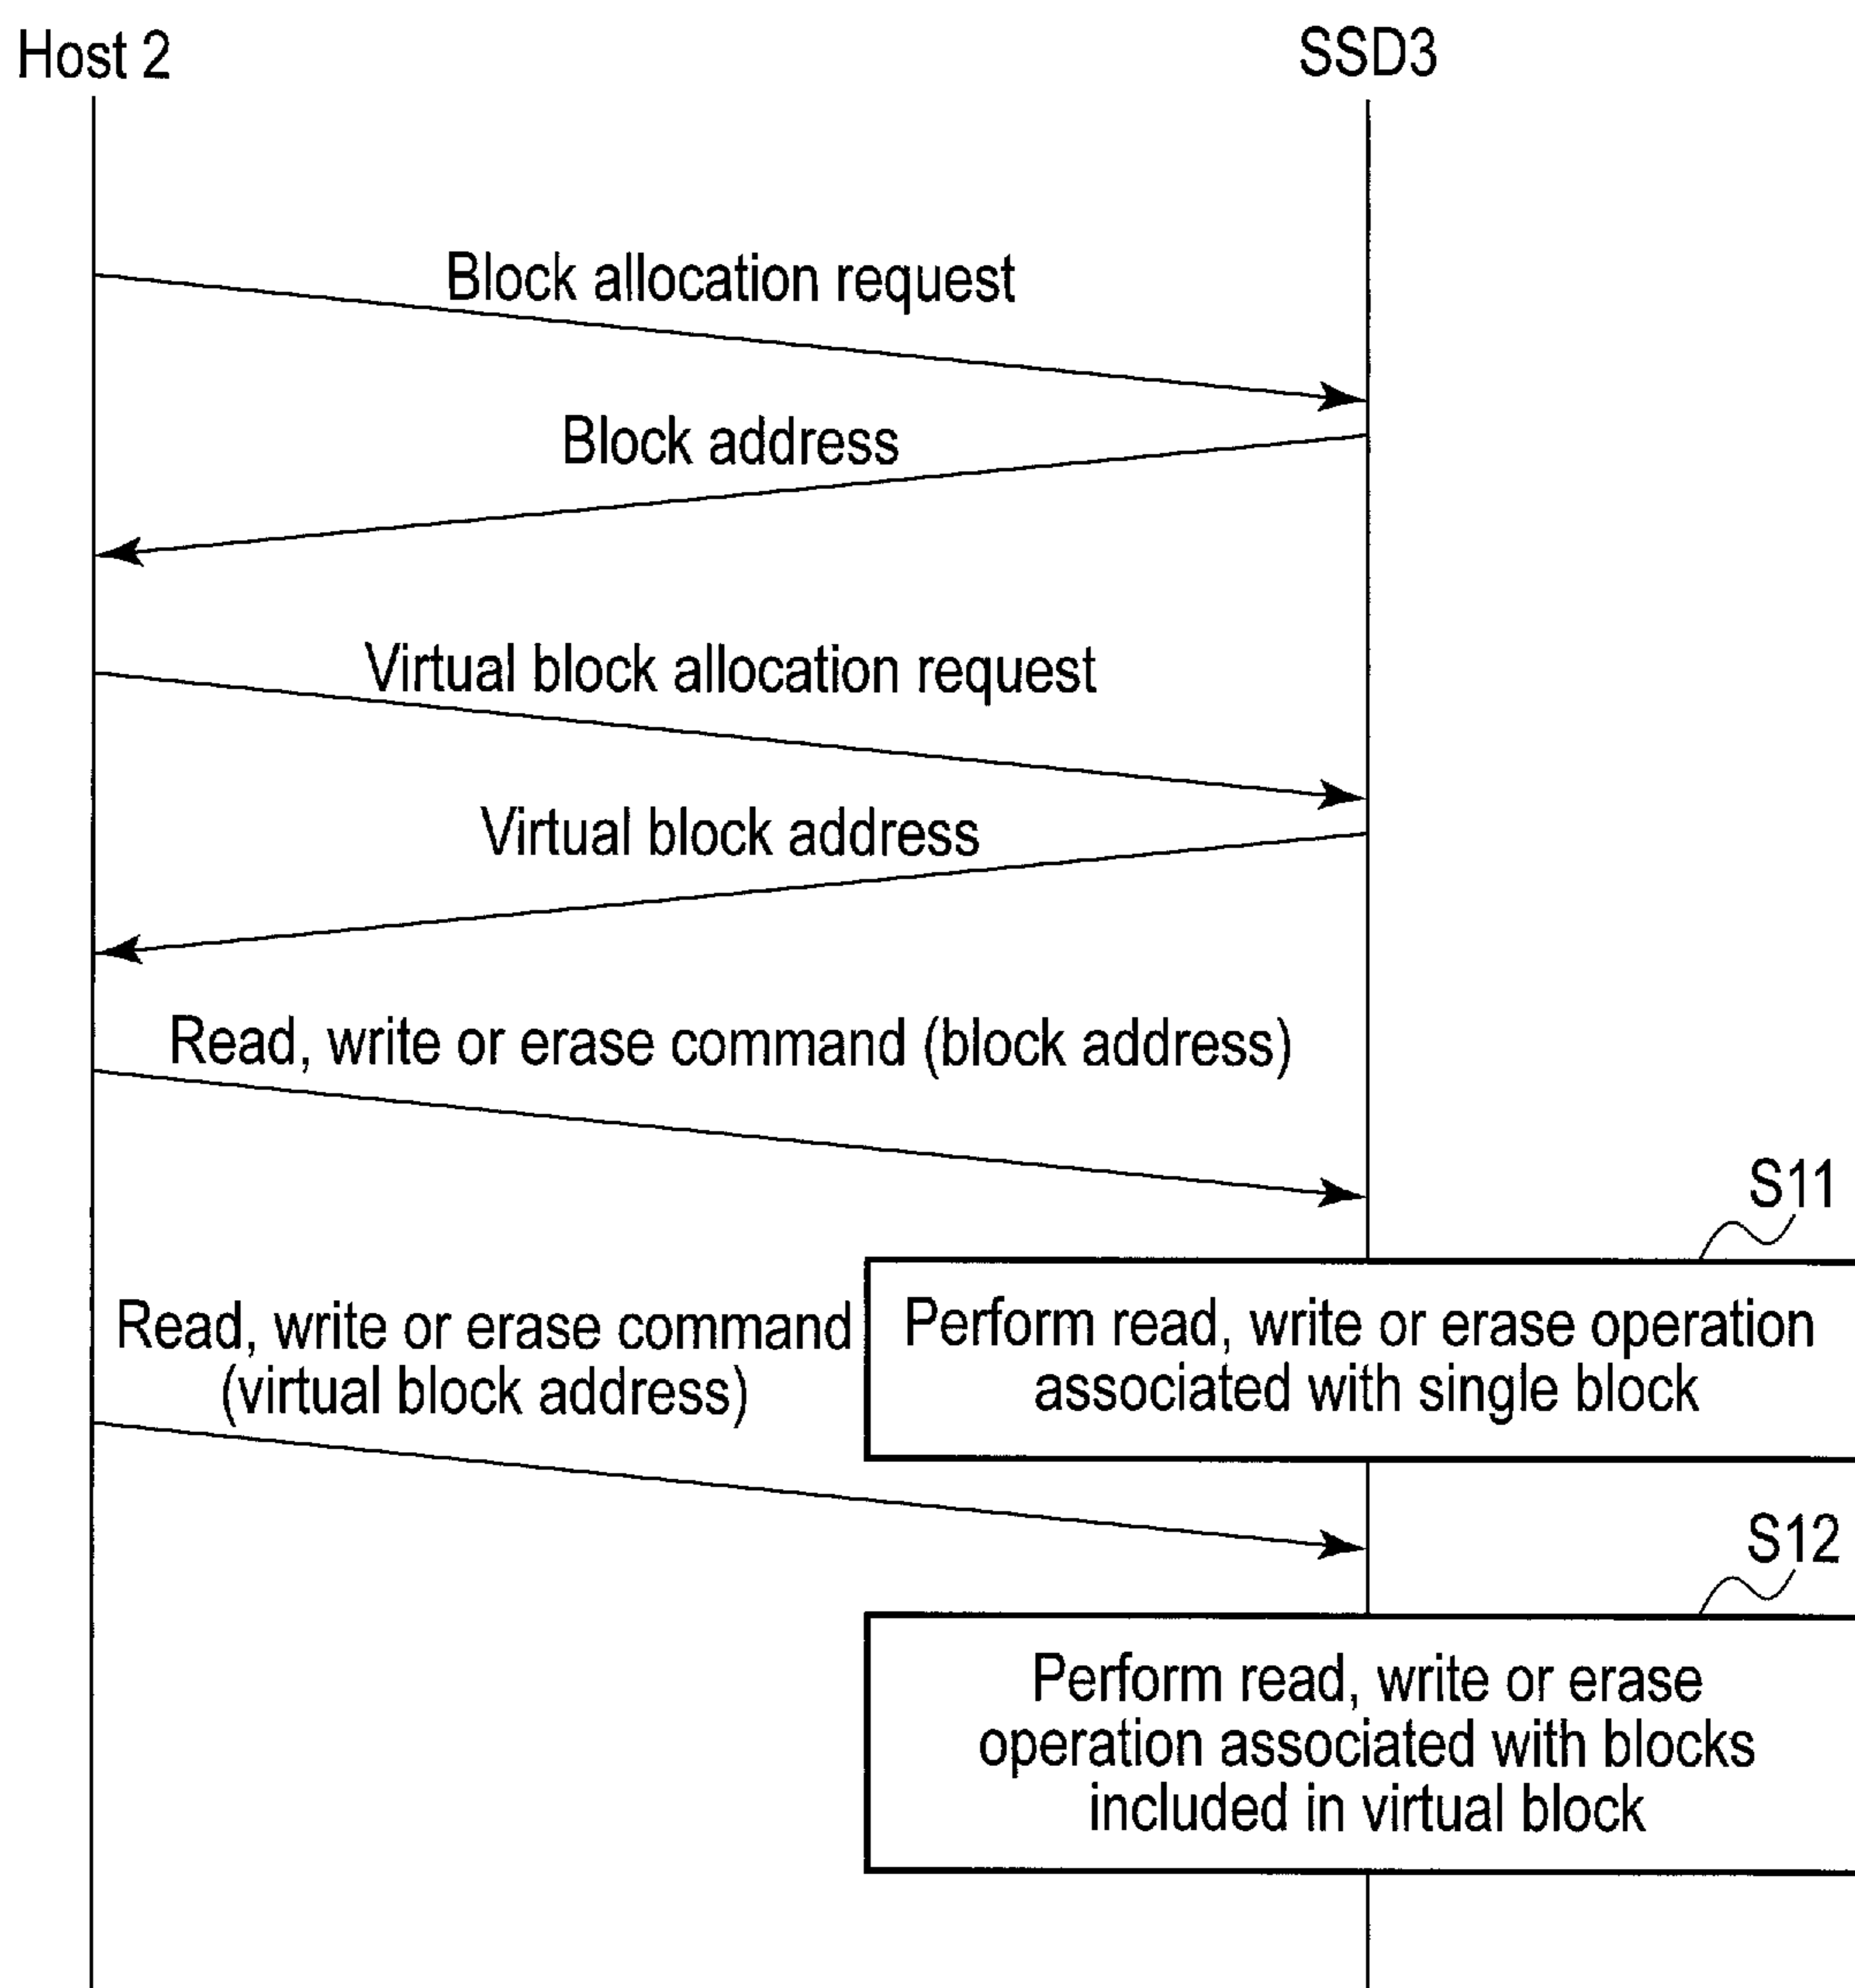 Host 2
SSD3
Block allocation request
Block address
Virtual block allocation request
Virtual block address
Read, write or erase command (block address)
S11
Read, write or erase command
(virtual block address)
Perform read, write or erase operation
associated with single block
S12
Perform read, write or erase
operation associated with blocks
included in virtual block